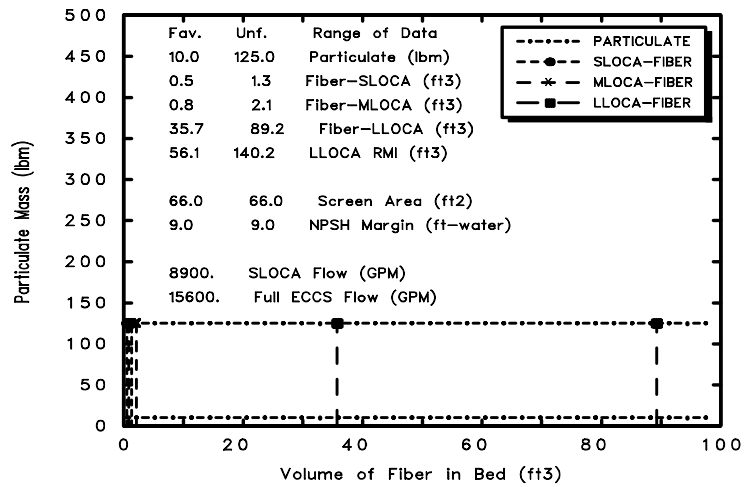 Fav. Unf. Range of Data
10.0 125.0 Particulate (lbm)
0.5 1.3 Fiber-SLOCA (ft3)
0.8 2.1 Fiber-MLOCA (ft3)
35.7 89.2 Fiber-LLOCA (ft3)
56.1 140.2 LLOCA RMI (ft3)
66.0 66.0 Screen Area (ft2)
9.0 9.0 NPSH Margin (ft-water)
8900. SLOCA Flow (GPM)
15600. Full ECCS Flow (GPM)
PARTICULATE
SLOCA-FIBER
MLOCA-FIBER
LLOCA-FIBER
Particulate Mass (lbm)
500
450
400
350
300
250
200
150
100
50
0
0 20 40 60 80 100
Volume of Fiber in Bed (ft3)